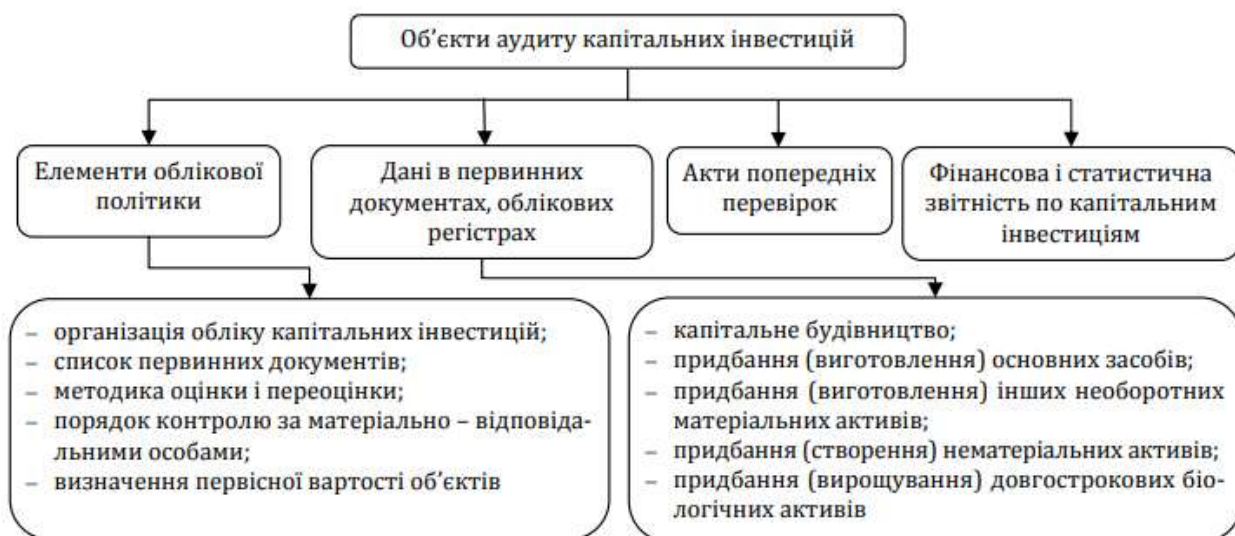 Об’єкти аудиту капітальних інвестицій
Елементи облікової
політики
Дані в первинних
документах, облікових
регістрах
Акти попередніх
перевірок
Фінансова і статистична
звітність по капітальним
інвестиціям
– організація обліку капітальних інвестицій;
– список первинних документів;
– методика оцінки і переоцінки;
– порядок контролю за матеріально – відповіда-
льними особами;
– визначення первісної вартості об’єктів
– капітальне будівництво;
– придбання (виготовлення) основних засобів;
– придбання (виготовлення) інших необоротних
матеріальних активів;
– придбання (створення) нематеріальних активів;
– придбання (вирощування) довгострокових біо-
логічних активів